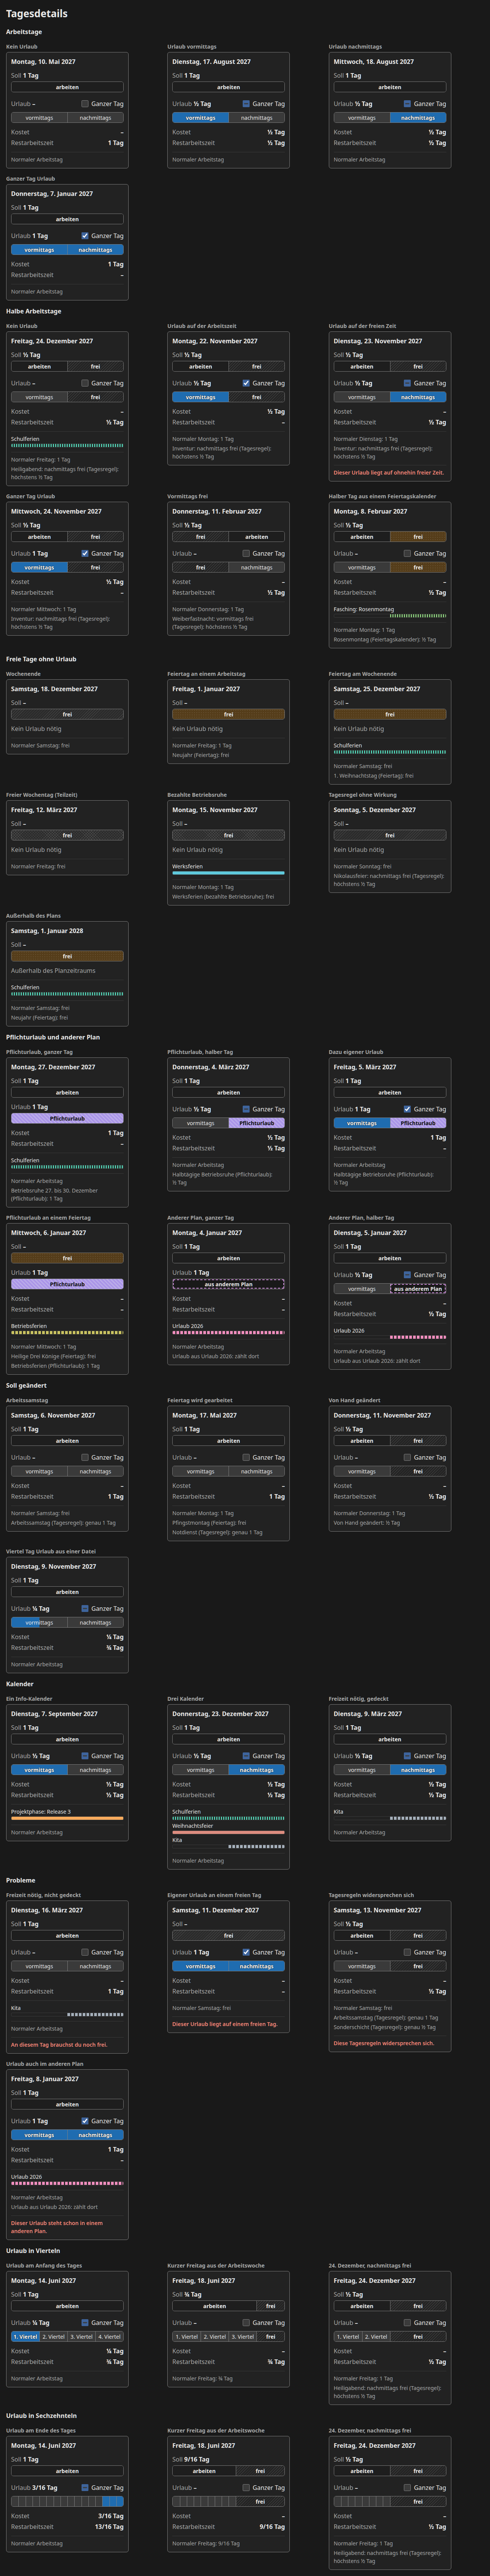 Tagesdetails
Arbeitstage
Kein Urlaub
Montag, 10. Mai 2027
Soll 1 Tag
arbeiten
Urlaub – Ganzer Tag
vormittags nachmittags
Kostet –
Restarbeitszeit 1 Tag
Normaler Arbeitstag
Urlaub vormittags
Dienstag, 17. August 2027
Soll 1 Tag
arbeiten
Urlaub ½ Tag Ganzer Tag
vormittags nachmittags
Kostet ½ Tag
Restarbeitszeit ½ Tag
Normaler Arbeitstag
Urlaub nachmittags
Mittwoch, 18. August 2027
Soll 1 Tag
arbeiten
Urlaub ½ Tag Ganzer Tag
vormittags nachmittags
Kostet ½ Tag
Restarbeitszeit ½ Tag
Normaler Arbeitstag
Ganzer Tag Urlaub
Donnerstag, 7. Januar 2027
Soll 1 Tag
arbeiten
Urlaub 1 Tag Ganzer Tag
vormittags nachmittags
Kostet 1 Tag
Restarbeitszeit –
Normaler Arbeitstag
Halbe Arbeitstage
Kein Urlaub
Freitag, 24. Dezember 2027
Soll ½ Tag
arbeiten frei
Urlaub – Ganzer Tag
vormittags frei
Kostet –
Restarbeitszeit ½ Tag
Schulferien
Normaler Freitag: 1 Tag
Heiligabend: nachmittags frei (Tagesregel):
höchstens ½ Tag
Urlaub auf der Arbeitszeit
Montag, 22. November 2027
Soll ½ Tag
arbeiten frei
Urlaub ½ Tag Ganzer Tag
vormittags frei
Kostet ½ Tag
Restarbeitszeit –
Normaler Montag: 1 Tag
Inventur: nachmittags frei (Tagesregel):
höchstens ½ Tag
Urlaub auf der freien Zeit
Dienstag, 23. November 2027
Soll ½ Tag
arbeiten frei
Urlaub ½ Tag Ganzer Tag
vormittags nachmittags
Kostet –
Restarbeitszeit ½ Tag
Normaler Dienstag: 1 Tag
Inventur: nachmittags frei (Tagesregel):
höchstens ½ Tag
Dieser Urlaub liegt auf ohnehin freier Zeit.
Ganzer Tag Urlaub
Mittwoch, 24. November 2027
Soll ½ Tag
arbeiten frei
Urlaub 1 Tag Ganzer Tag
vormittags frei
Kostet ½ Tag
Restarbeitszeit –
Normaler Mittwoch: 1 Tag
Inventur: nachmittags frei (Tagesregel):
höchstens ½ Tag
Vormittags frei
Donnerstag, 11. Februar 2027
Soll ½ Tag
frei arbeiten
Urlaub – Ganzer Tag
frei nachmittags
Kostet –
Restarbeitszeit ½ Tag
Normaler Donnerstag: 1 Tag
Weiberfastnacht: vormittags frei
(Tagesregel): höchstens ½ Tag
Halber Tag aus einem Feiertagskalender
Montag, 8. Februar 2027
Soll ½ Tag
arbeiten frei
Urlaub – Ganzer Tag
vormittags frei
Kostet –
Restarbeitszeit ½ Tag
Fasching: Rosenmontag
Normaler Montag: 1 Tag
Rosenmontag (Feiertagskalender): ½ Tag
Freie Tage ohne Urlaub
Wochenende
Samstag, 18. Dezember 2027
Soll –
frei
Kein Urlaub nötig
Normaler Samstag: frei
Feiertag an einem Arbeitstag
Freitag, 1. Januar 2027
Soll –
frei
Kein Urlaub nötig
Normaler Freitag: 1 Tag
Neujahr (Feiertag): frei
Feiertag am Wochenende
Samstag, 25. Dezember 2027
Soll –
frei
Kein Urlaub nötig
Schulferien
Normaler Samstag: frei
1. Weihnachtstag (Feiertag): frei
Freier Wochentag (Teilzeit)
Freitag, 12. März 2027
Soll –
frei
Kein Urlaub nötig
Normaler Freitag: frei
Bezahlte Betriebsruhe
Montag, 15. November 2027
Soll –
frei
Kein Urlaub nötig
Werksferien
Normaler Montag: 1 Tag
Werksferien (bezahlte Betriebsruhe): frei
Tagesregel ohne Wirkung
Sonntag, 5. Dezember 2027
Soll –
frei
Kein Urlaub nötig
Normaler Sonntag: frei
Nikolausfeier: nachmittags frei (Tagesregel):
höchstens ½ Tag
Außerhalb des Plans
Samstag, 1. Januar 2028
Soll –
frei
Außerhalb des Planzeitraums
Schulferien
Normaler Samstag: frei
Neujahr (Feiertag): frei
Pflichturlaub und anderer Plan
Pflichturlaub, ganzer Tag
Montag, 27. Dezember 2027
Soll 1 Tag
arbeiten
Urlaub 1 Tag
Pflichturlaub
Kostet 1 Tag
Restarbeitszeit –
Schulferien
Normaler Arbeitstag
Betriebsruhe 27. bis 30. Dezember
(Pflichturlaub): 1 Tag
Pflichturlaub, halber Tag
Donnerstag, 4. März 2027
Soll 1 Tag
arbeiten
Urlaub ½ Tag Ganzer Tag
vormittags Pflichturlaub
Kostet ½ Tag
Restarbeitszeit ½ Tag
Normaler Arbeitstag
Halbtägige Betriebsruhe (Pflichturlaub):
½ Tag
Dazu eigener Urlaub
Freitag, 5. März 2027
Soll 1 Tag
arbeiten
Urlaub 1 Tag Ganzer Tag
vormittags Pflichturlaub
Kostet 1 Tag
Restarbeitszeit –
Normaler Arbeitstag
Halbtägige Betriebsruhe (Pflichturlaub):
½ Tag
Pflichturlaub an einem Feiertag
Mittwoch, 6. Januar 2027
Soll –
frei
Urlaub 1 Tag
Pflichturlaub
Kostet –
Restarbeitszeit –
Betriebsferien
Normaler Mittwoch: 1 Tag
Heilige Drei Könige (Feiertag): frei
Betriebsferien (Pflichturlaub): 1 Tag
Anderer Plan, ganzer Tag
Montag, 4. Januar 2027
Soll 1 Tag
arbeiten
Urlaub 1 Tag
aus anderem Plan
Kostet –
Restarbeitszeit –
Urlaub 2026
Normaler Arbeitstag
Urlaub aus Urlaub 2026: zählt dort
Anderer Plan, halber Tag
Dienstag, 5. Januar 2027
Soll 1 Tag
arbeiten
Urlaub ½ Tag Ganzer Tag
vormittags aus anderem Plan
Kostet –
Restarbeitszeit ½ Tag
Urlaub 2026
Normaler Arbeitstag
Urlaub aus Urlaub 2026: zählt dort
Soll geändert
Arbeitssamstag
Samstag, 6. November 2027
Soll 1 Tag
arbeiten
Urlaub – Ganzer Tag
vormittags nachmittags
Kostet –
Restarbeitszeit 1 Tag
Normaler Samstag: frei
Arbeitssamstag (Tagesregel): genau 1 Tag
Feiertag wird gearbeitet
Montag, 17. Mai 2027
Soll 1 Tag
arbeiten
Urlaub – Ganzer Tag
vormittags nachmittags
Kostet –
Restarbeitszeit 1 Tag
Normaler Montag: 1 Tag
Pfingstmontag (Feiertag): frei
Notdienst (Tagesregel): genau 1 Tag
Von Hand geändert
Donnerstag, 11. November 2027
Soll ½ Tag
arbeiten frei
Urlaub – Ganzer Tag
vormittags frei
Kostet –
Restarbeitszeit ½ Tag
Normaler Donnerstag: 1 Tag
Von Hand geändert: ½ Tag
Viertel Tag Urlaub aus einer Datei
Dienstag, 9. November 2027
Soll 1 Tag
arbeiten
Urlaub ¼ Tag Ganzer Tag
vormittags nachmittags
Kostet ¼ Tag
Restarbeitszeit ¾ Tag
Normaler Arbeitstag
Kalender
Ein Info-Kalender
Dienstag, 7. September 2027
Soll 1 Tag
arbeiten
Urlaub ½ Tag Ganzer Tag
vormittags nachmittags
Kostet ½ Tag
Restarbeitszeit ½ Tag
Projektphase: Release 3
Normaler Arbeitstag
Drei Kalender
Donnerstag, 23. Dezember 2027
Soll 1 Tag
arbeiten
Urlaub ½ Tag Ganzer Tag
vormittags nachmittags
Kostet ½ Tag
Restarbeitszeit ½ Tag
Schulferien
Weihnachtsfeier
Kita
Normaler Arbeitstag
Freizeit nötig, gedeckt
Dienstag, 9. März 2027
Soll 1 Tag
arbeiten
Urlaub ½ Tag Ganzer Tag
vormittags nachmittags
Kostet ½ Tag
Restarbeitszeit ½ Tag
Kita
Normaler Arbeitstag
Probleme
Freizeit nötig, nicht gedeckt
Dienstag, 16. März 2027
Soll 1 Tag
arbeiten
Urlaub – Ganzer Tag
vormittags nachmittags
Kostet –
Restarbeitszeit 1 Tag
Kita
Normaler Arbeitstag
An diesem Tag brauchst du noch frei.
Eigener Urlaub an einem freien Tag
Samstag, 11. Dezember 2027
Soll –
frei
Urlaub 1 Tag Ganzer Tag
vormittags nachmittags
Kostet –
Restarbeitszeit –
Normaler Samstag: frei
Dieser Urlaub liegt auf einem freien Tag.
Tagesregeln widersprechen sich
Samstag, 13. November 2027
Soll ½ Tag
arbeiten frei
Urlaub – Ganzer Tag
vormittags frei
Kostet –
Restarbeitszeit ½ Tag
Normaler Samstag: frei
Arbeitssamstag (Tagesregel): genau 1 Tag
Sonderschicht (Tagesregel): genau ½ Tag
Diese Tagesregeln widersprechen sich.
Urlaub auch im anderen Plan
Freitag, 8. Januar 2027
Soll 1 Tag
arbeiten
Urlaub 1 Tag Ganzer Tag
vormittags nachmittags
Kostet 1 Tag
Restarbeitszeit –
Urlaub 2026
Normaler Arbeitstag
Urlaub aus Urlaub 2026: zählt dort
Dieser Urlaub steht schon in einem
anderen Plan.
Urlaub in Vierteln
Urlaub am Anfang des Tages
Montag, 14. Juni 2027
Soll 1 Tag
arbeiten
Urlaub ¼ Tag Ganzer Tag
1. Viertel 2. Viertel 3. Viertel 4. Viertel
Kostet ¼ Tag
Restarbeitszeit ¾ Tag
Normaler Arbeitstag
Kurzer Freitag aus der Arbeitswoche
Freitag, 18. Juni 2027
Soll ¾ Tag
arbeiten frei
Urlaub – Ganzer Tag
1. Viertel 2. Viertel 3. Viertel frei
Kostet –
Restarbeitszeit ¾ Tag
Normaler Freitag: ¾ Tag
24. Dezember, nachmittags frei
Freitag, 24. Dezember 2027
Soll ½ Tag
arbeiten frei
Urlaub – Ganzer Tag
1. Viertel 2. Viertel frei
Kostet –
Restarbeitszeit ½ Tag
Normaler Freitag: 1 Tag
Heiligabend: nachmittags frei (Tagesregel):
höchstens ½ Tag
Urlaub in Sechzehnteln
Urlaub am Ende des Tages
Montag, 14. Juni 2027
Soll 1 Tag
arbeiten
Urlaub 3/16 Tag Ganzer Tag
Kostet 3/16 Tag
Restarbeitszeit 13/16 Tag
Normaler Arbeitstag
Kurzer Freitag aus der Arbeitswoche
Freitag, 18. Juni 2027
Soll 9/16 Tag
arbeiten frei
Urlaub – Ganzer Tag
frei
Kostet –
Restarbeitszeit 9/16 Tag
Normaler Freitag: 9/16 Tag
24. Dezember, nachmittags frei
Freitag, 24. Dezember 2027
Soll ½ Tag
arbeiten frei
Urlaub – Ganzer Tag
frei
Kostet –
Restarbeitszeit ½ Tag
Normaler Freitag: 1 Tag
Heiligabend: nachmittags frei (Tagesregel):
höchstens ½ Tag